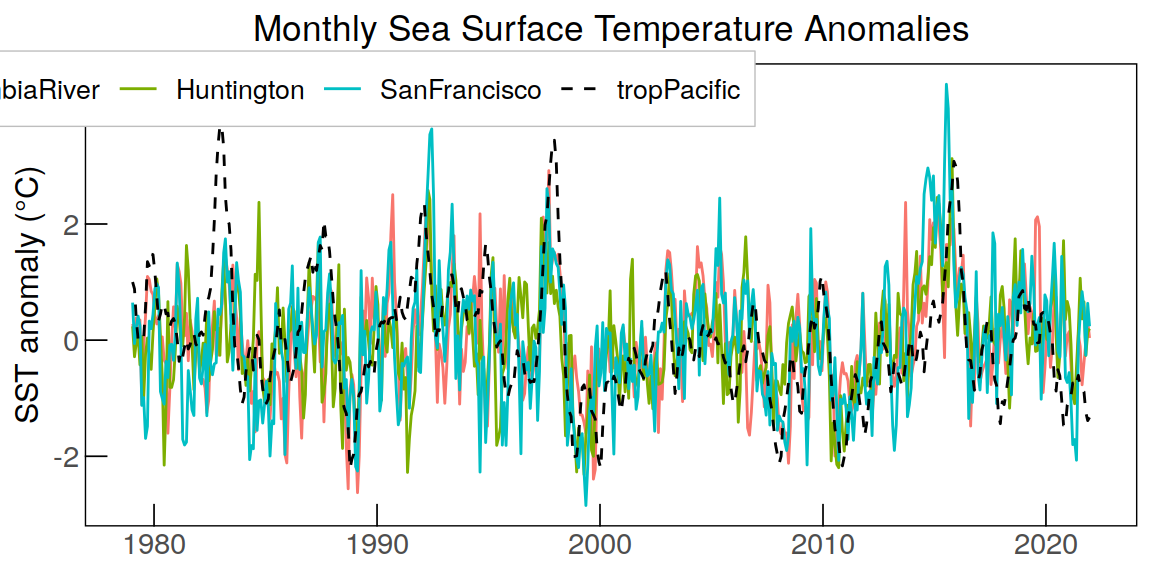 Monthly Sea Surface Temperature Anomalies
biaRiver Huntington SanFrancisco tropPacific
SST anomaly (°C)
2
0
-2
1980 1990 2000 2010 2020